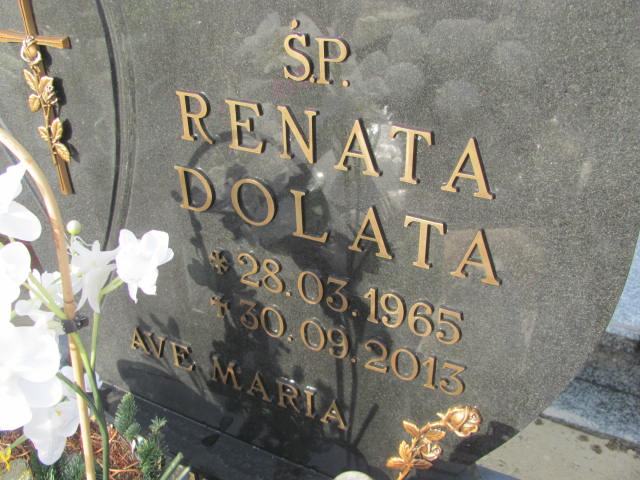 Ś.P.
RENATA
DOLATA
* 28.03.1965
✝ 30.09.2013
AVE MARIA